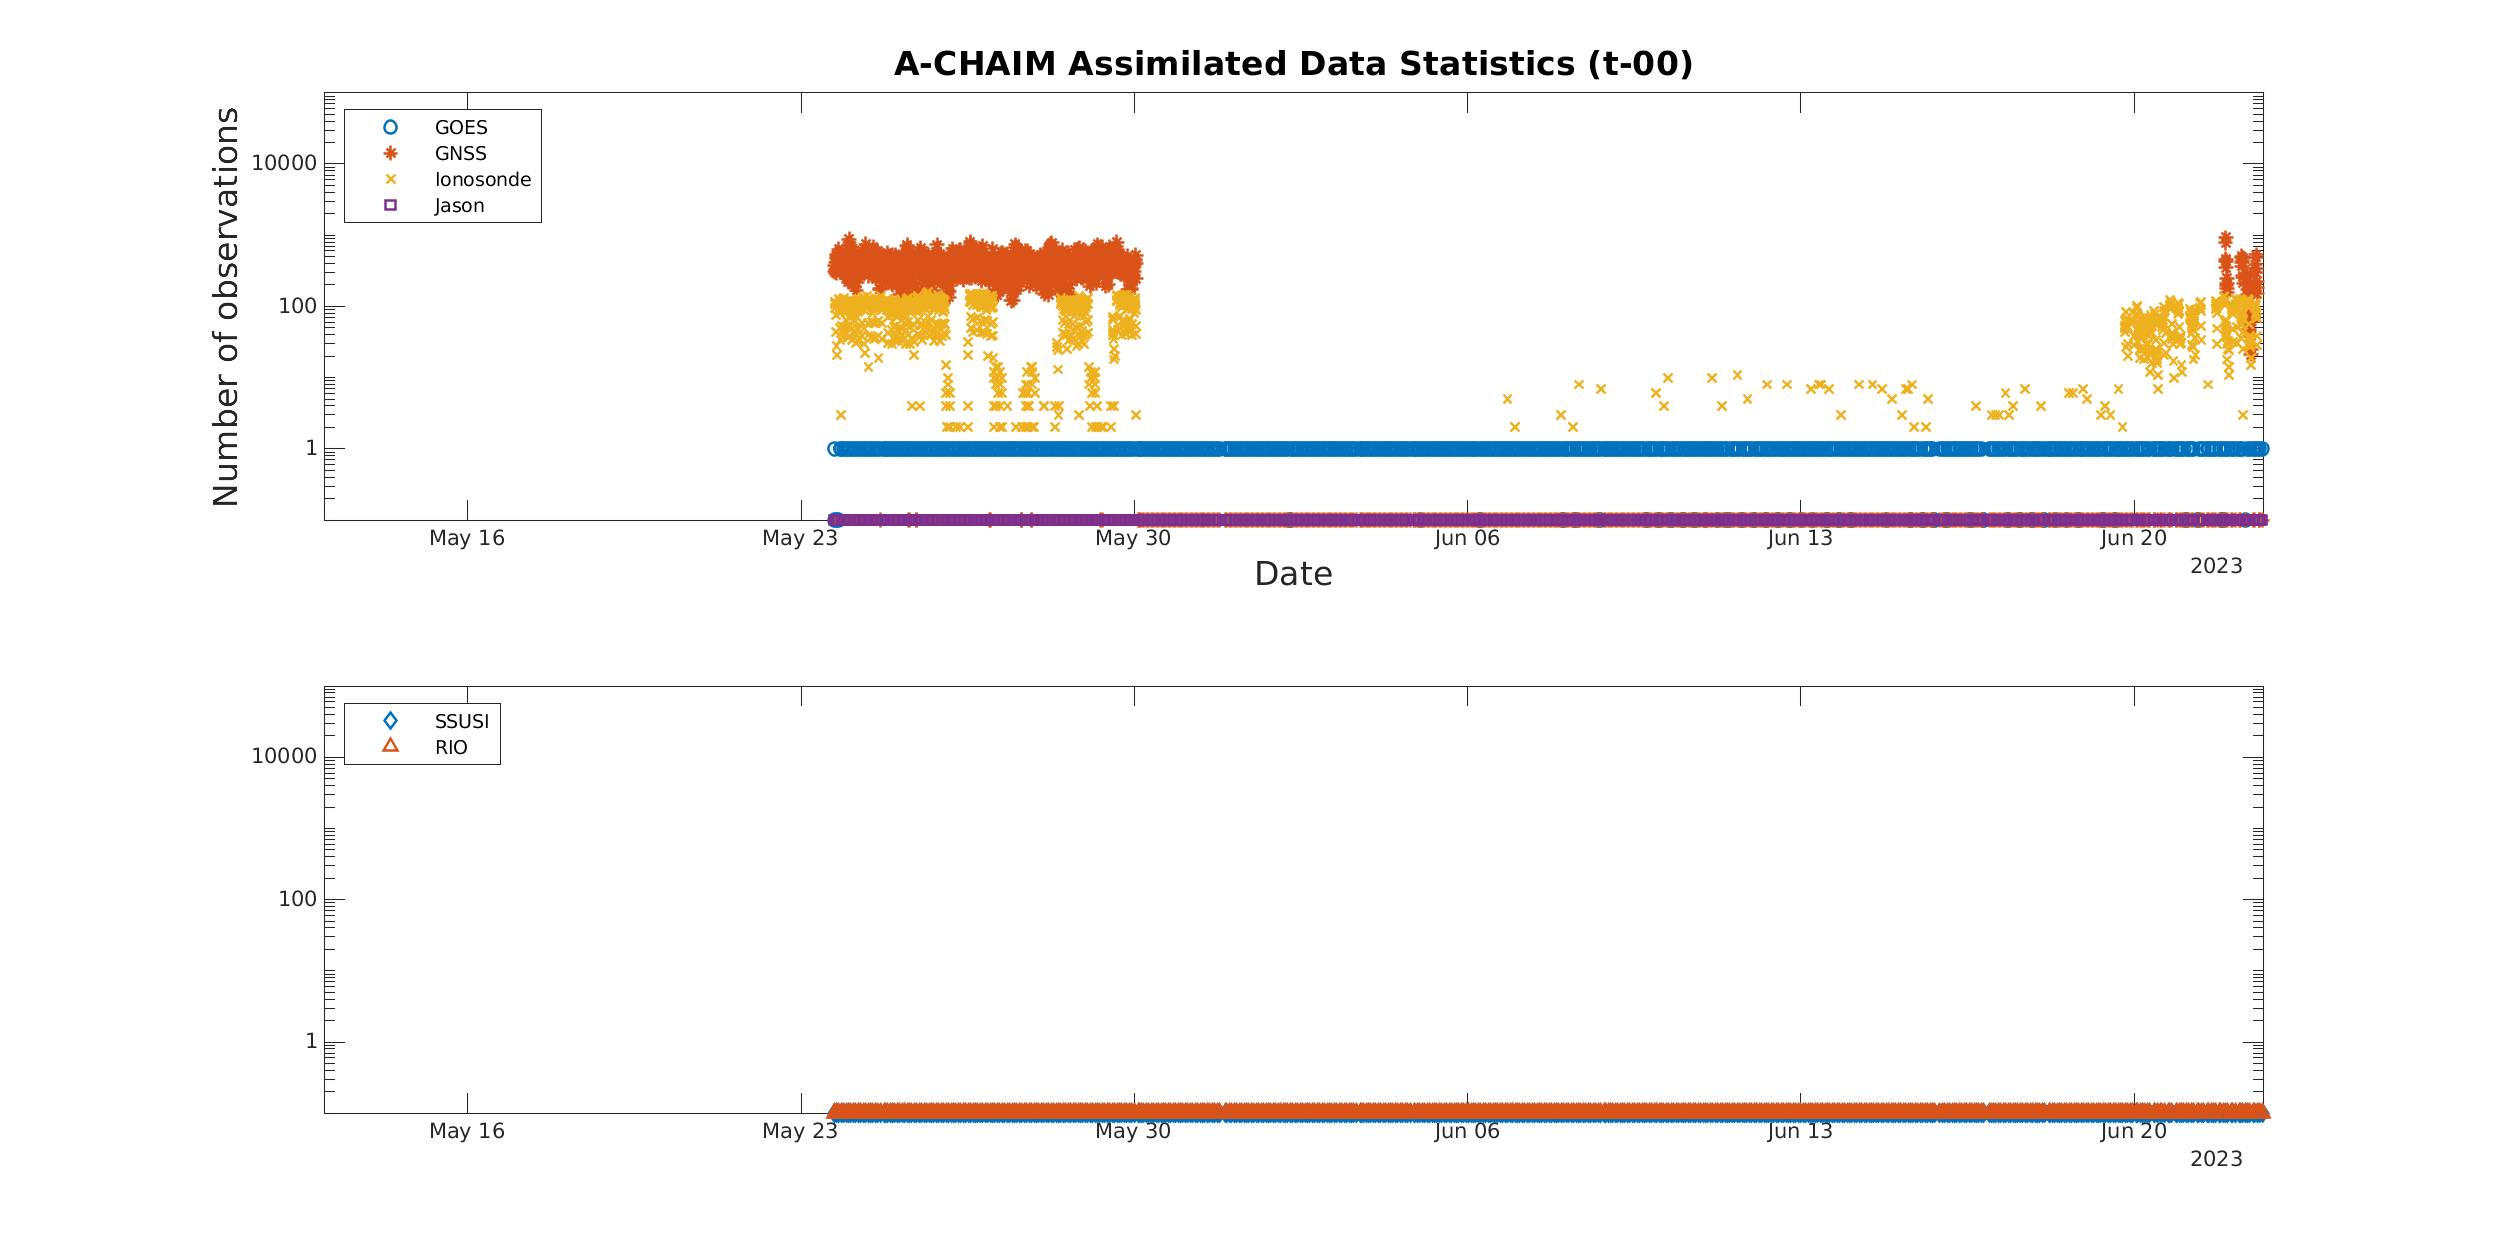 A-CHAIM Assimilated Data Statistics (t-00)
Number of observations
10000
100
1
GOES
GNSS
Ionosonde
Jason
May 16
May 23
May 30
Jun 06
Jun 13
Jun 20
2023
Date
10000
100
1
SSUSI
RIO
May 16
May 23
May 30
Jun 06
Jun 13
Jun 20
2023